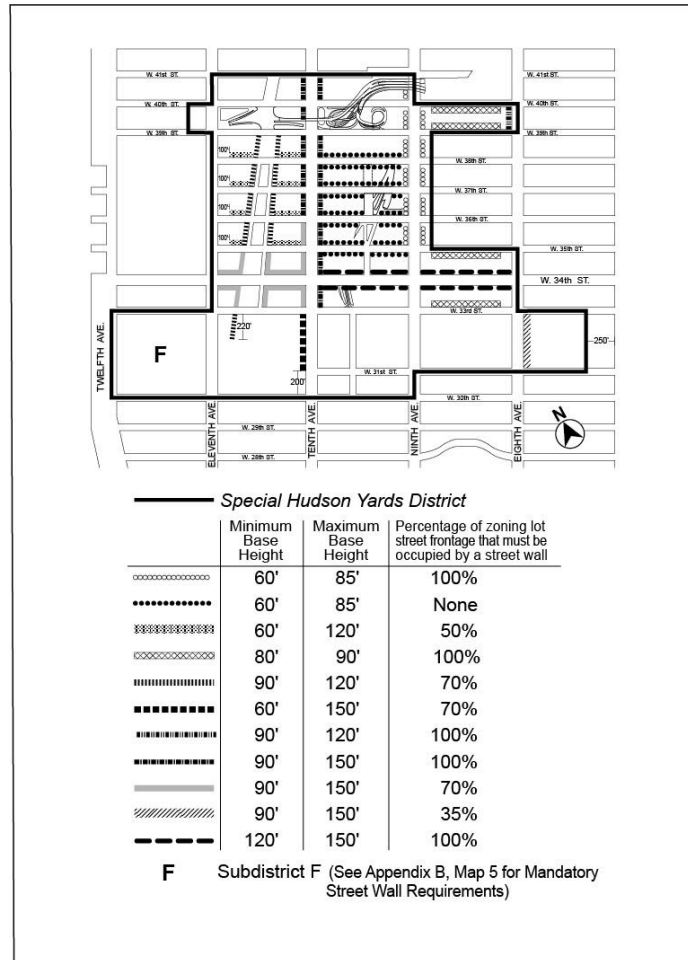 W. 41st ST.
W. 41st ST.
W. 40th ST.
W. 40th ST.
W. 39th ST.
W. 39th ST.
100'
W. 38th ST.
100'
W. 37th ST.
100'
W. 36th ST.
100'
W. 35th ST.
W. 34th ST.
W. 33rd ST.
TWELFTH AVE.
F
220'
250'
W. 31st ST.
200'
W. 30th ST.
ELEVENTH AVE.
TENTH AVE.
NINTH AVE.
EIGHTH AVE.
N
W. 29th ST.
W. 28th ST.
Special Hudson Yards District
Minimum Base Height
Maximum Base Height
Percentage of zoning lot street frontage that must be occupied by a street wall
60' 85' 100%
60' 85' None
60' 120' 50%
80' 90' 100%
90' 120' 70%
60' 150' 70%
90' 120' 100%
90' 150' 100%
90' 150' 70%
90' 150' 35%
120' 150' 100%
F Subdistrict F (See Appendix B, Map 5 for Mandatory
Street Wall Requirements)